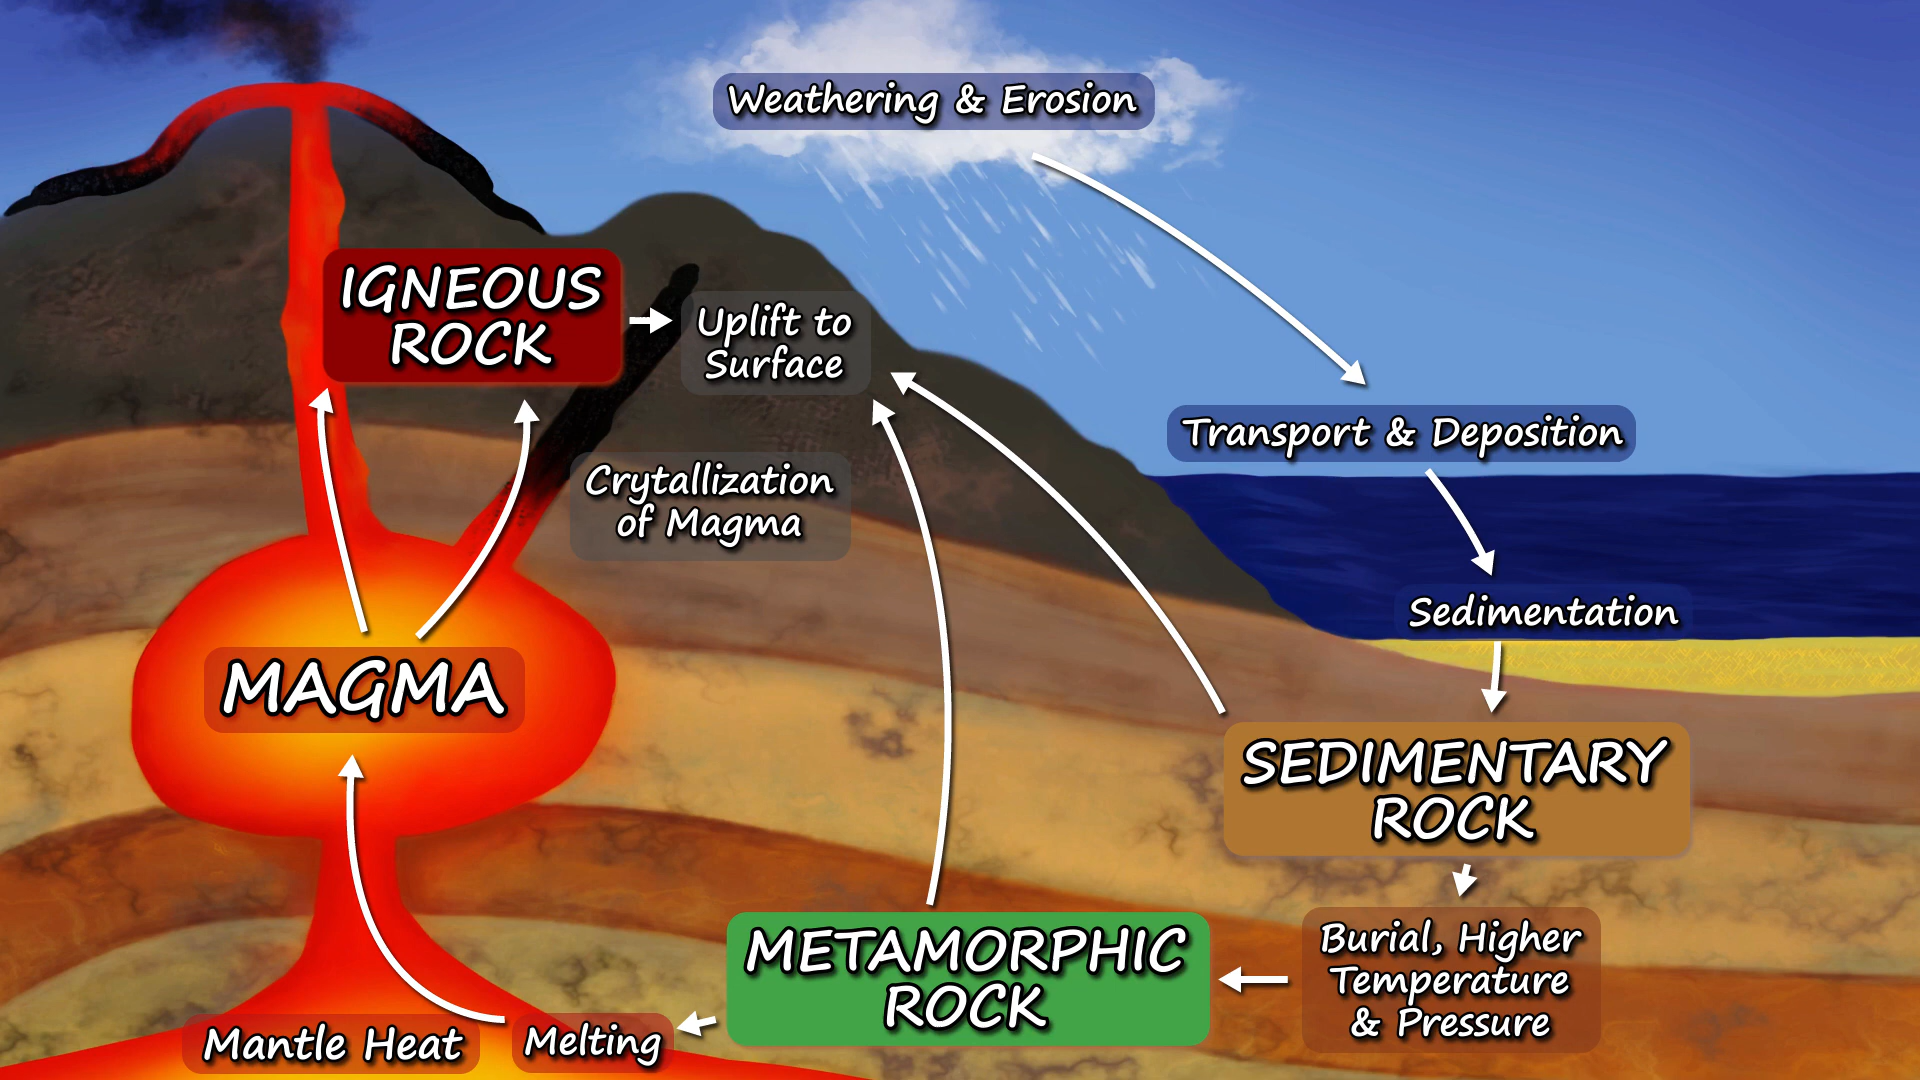 Weathering & Erosion
IGNEOUS
ROCK
Uplift to
Surface
Transport & Deposition
Crytallization
of Magma
Sedimentation
MAGMA
SEDIMENTARY
ROCK
METAMORPHIC
ROCK
Burial, Higher
Temperature
& Pressure
Mantle Heat
Melting